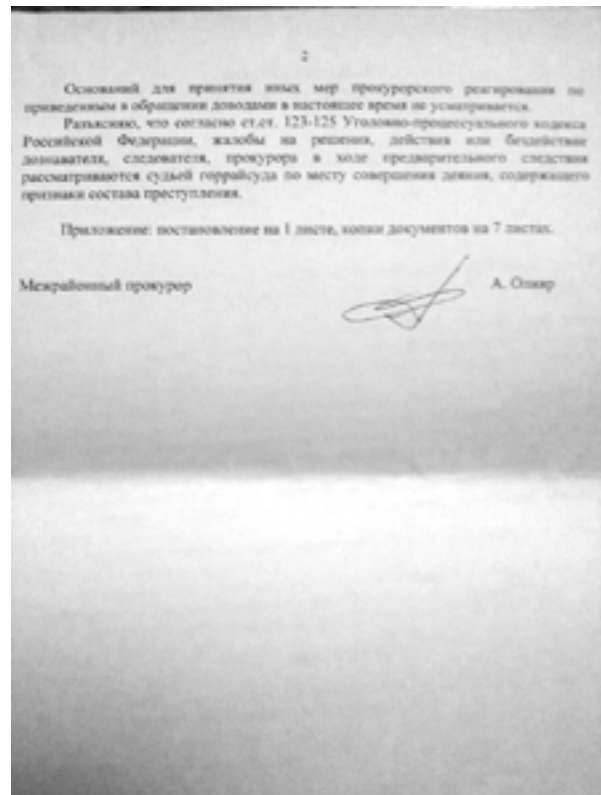 2
Оснований для принятия иных мер прокурорского реагирования по
приведенным в обращении доводам в настоящее время не усматривается.
Разъясняю, что согласно ст.ст. 123-125 Уголовно-процессуального кодекса
Российской Федерации, жалобы на решения, действия или бездействие
дознавателя, следователя, прокурора в ходе предварительного следствия
рассматриваются судьей горрайсуда по месту совершения деяния, содержащего
признаки состава преступления.
Приложение: постановление на 1 листе, копии документов на 7 листах.
Межрайонный прокурор
А. Олияр